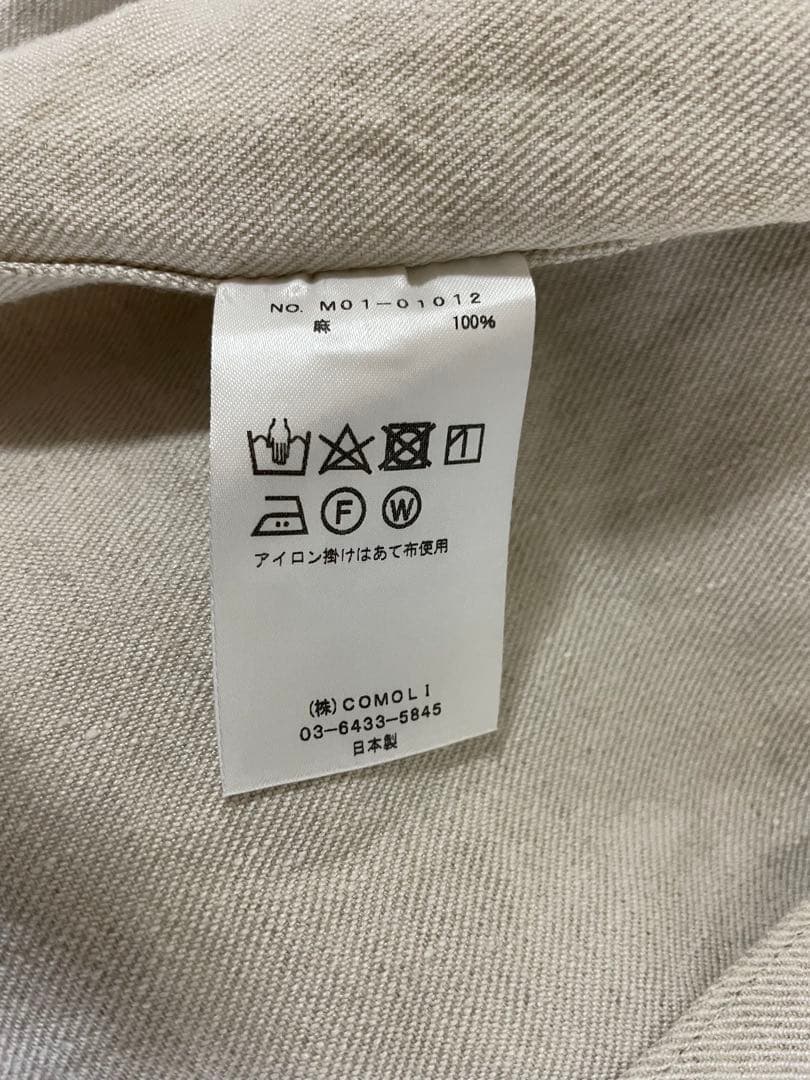 NO. M01-01012
麻 100%
F W
アイロン掛けはあて布使用
(株)COMOLI
03-6433-5845
日本製